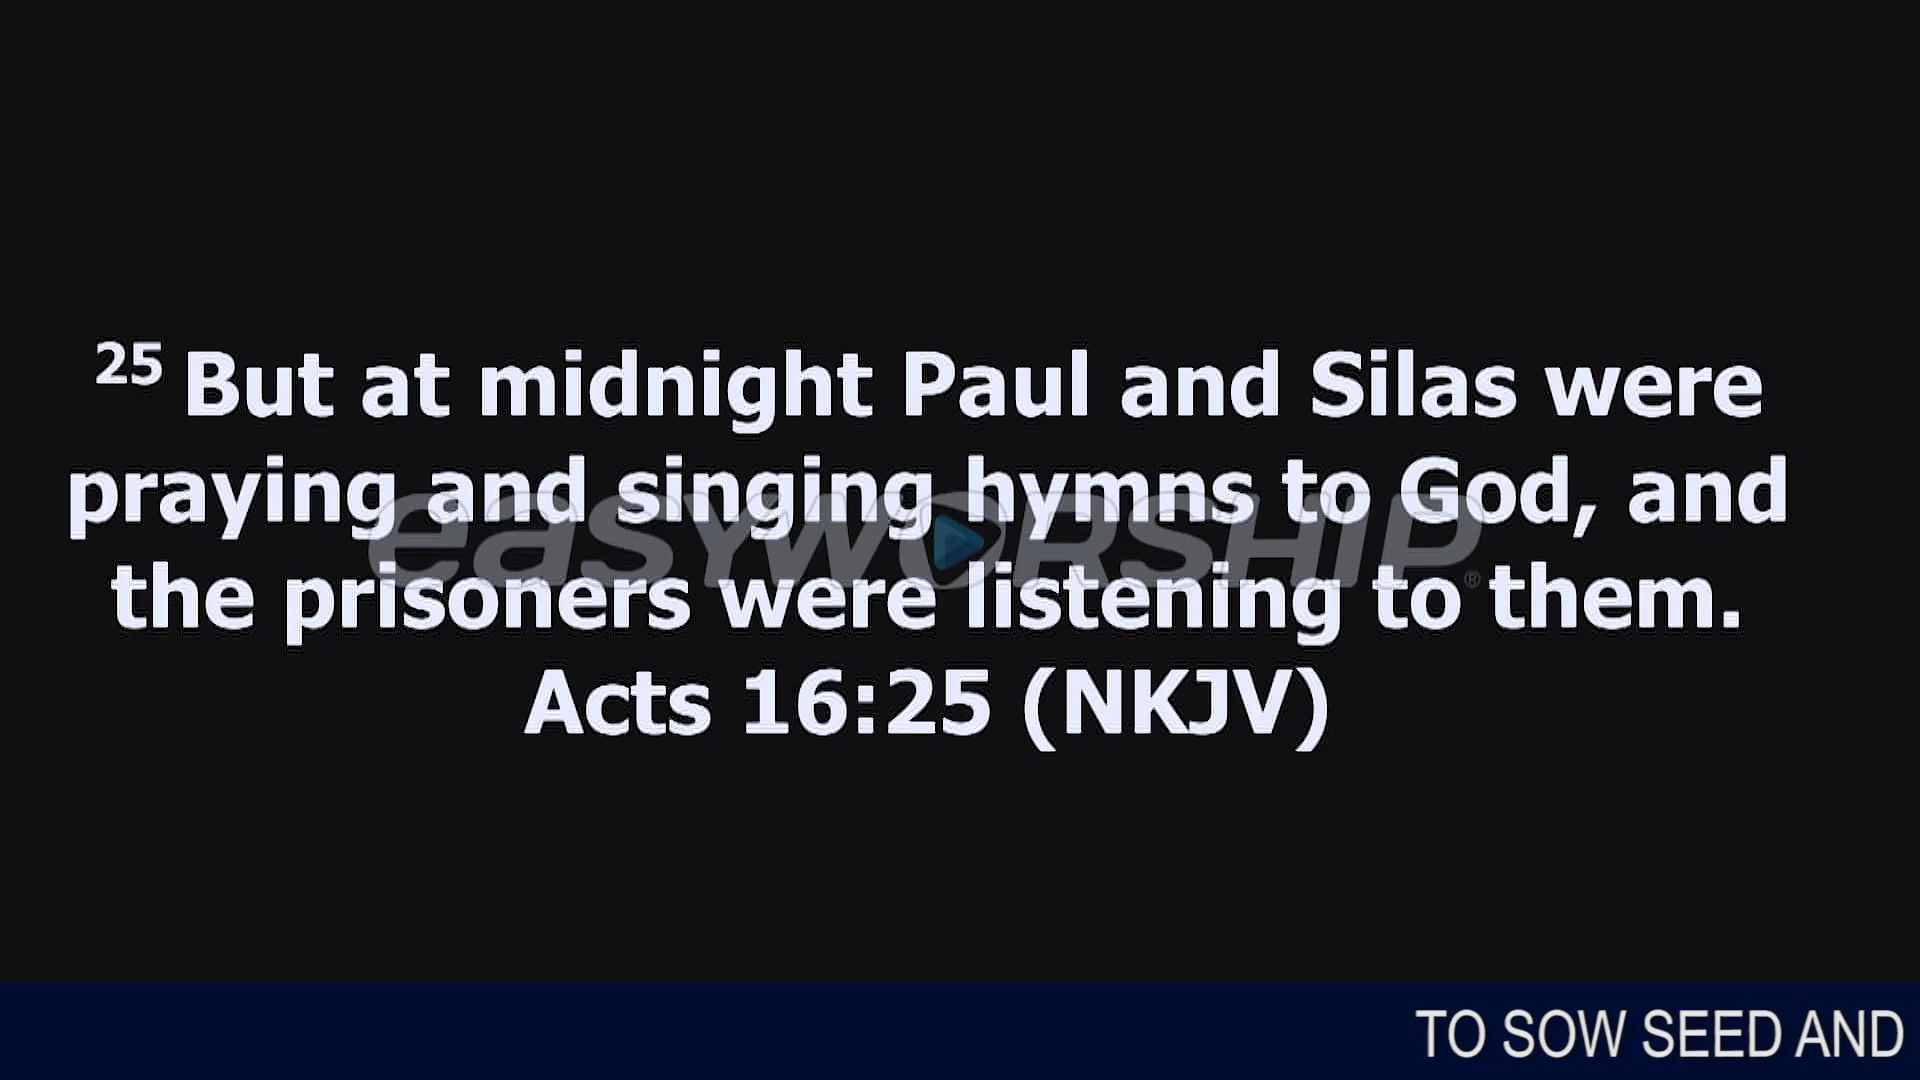 25 But at midnight Paul and Silas were
praying and singing hymns to God, and
easyworship®
the prisoners were listening to them.
Acts 16:25 (NKJV)
TO SOW SEED AND